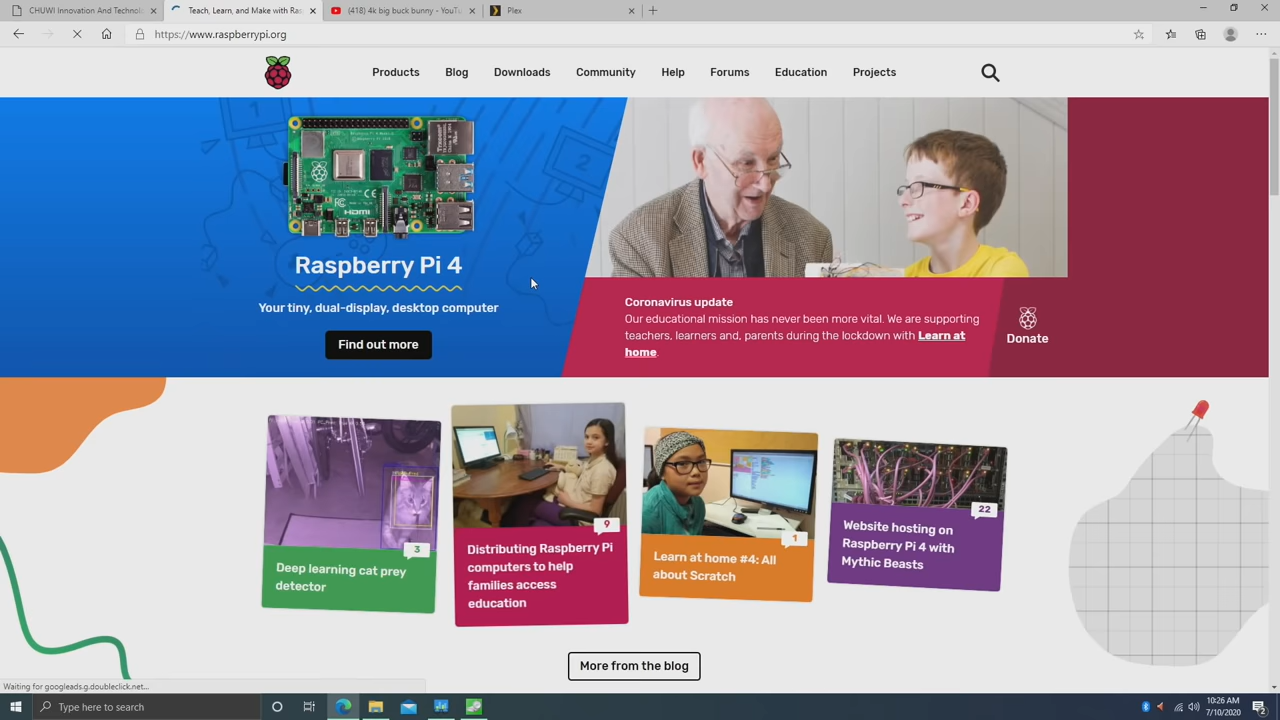 CHUWI Innovation And Technolo
Teach, Learn, and Make with Ras
(418) 4k big buck bunny - YouTu
Plex
https://www.raspberrypi.org
Products
Blog
Downloads
Community
Help
Forums
Education
Projects
HDMI
Raspberry Pi 4
Your tiny, dual-display, desktop computer
Find out more
Coronavirus update
Our educational mission has never been more vital. We are supporting
teachers, learners and, parents during the lockdown with Learn at
home.
Donate
3
Deep learning cat prey
detector
9
Distributing Raspberry Pi
computers to help
families access
education
1
Learn at home #4: All
about Scratch
22
Website hosting on
Raspberry Pi 4 with
Mythic Beasts
More from the blog
Waiting for googleads.g.doubleclick.net...
Type here to search
10:26 AM
7/10/2020
2